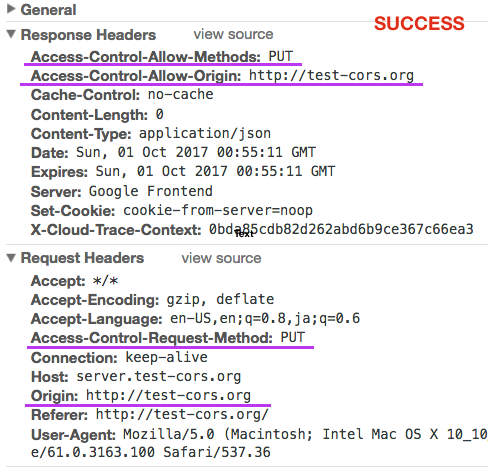 General
Response Headers view source SUCCESS
Access-Control-Allow-Methods: PUT
Access-Control-Allow-Origin: http://test-cors.org
Cache-Control: no-cache
Content-Length: 0
Content-Type: application/json
Date: Sun, 01 Oct 2017 00:55:11 GMT
Expires: Sun, 01 Oct 2017 00:55:11 GMT
Server: Google Frontend
Set-Cookie: cookie-from-server=noop
X-Cloud-Trace-Context: 0bda85cdb82d262abd6b9ce367c66ea3
Text
Request Headers view source
Accept: */*
Accept-Encoding: gzip, deflate
Accept-Language: en-US,en;q=0.8,ja;q=0.6
Access-Control-Request-Method: PUT
Connection: keep-alive
Host: server.test-cors.org
Origin: http://test-cors.org
Referer: http://test-cors.org/
User-Agent: Mozilla/5.0 (Macintosh; Intel Mac OS X 10_10
e/61.0.3163.100 Safari/537.36